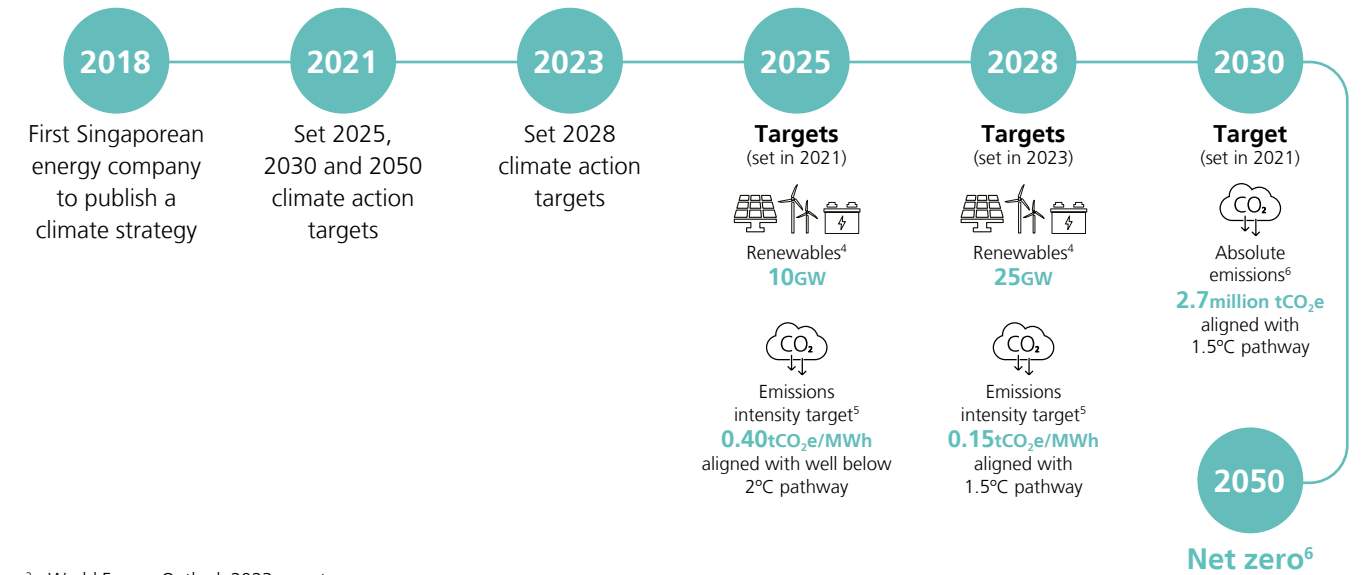 2018
First Singaporean
energy company
to publish a
climate strategy
2021
Set 2025,
2030 and 2050
climate action
targets
2023
Set 2028
climate action
targets
2025
Targets
(set in 2021)
Renewables⁴
10GW
CO₂
Emissions
intensity target⁵
0.40tCO₂e/MWh
aligned with well below
2ºC pathway
2028
Targets
(set in 2023)
Renewables⁴
25GW
CO₂
Emissions
intensity target⁵
0.15tCO₂e/MWh
aligned with
1.5ºC pathway
2030
Target
(set in 2021)
CO₂
Absolute
emissions⁶
2.7million tCO₂e
aligned with
1.5ºC pathway
2050
Net zero⁶